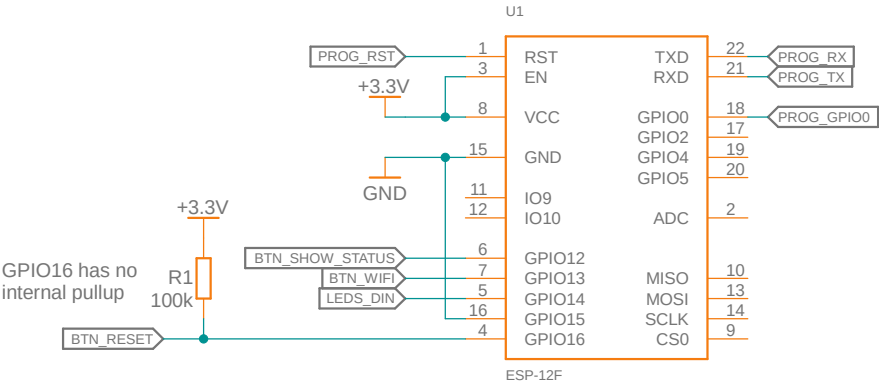 U1
PROG_RST 1 RST TXD 22 PROG_RX
3 EN RXD 21 PROG_TX
+3.3V
8 VCC GPIO0 18 PROG_GPIO0
GPIO2 17
15 GND GPIO4 19
GPIO5 20
GND
11 IO9
12 IO10 ADC 2
+3.3V
BTN_SHOW_STATUS 6 GPIO12
GPIO16 has no
internal pullup
R1
100k
BTN_WIFI 7 GPIO13 MISO 10
LEDS_DIN 5 GPIO14 MOSI 13
16 GPIO15 SCLK 14
BTN_RESET 4 GPIO16 CS0 9
ESP-12F